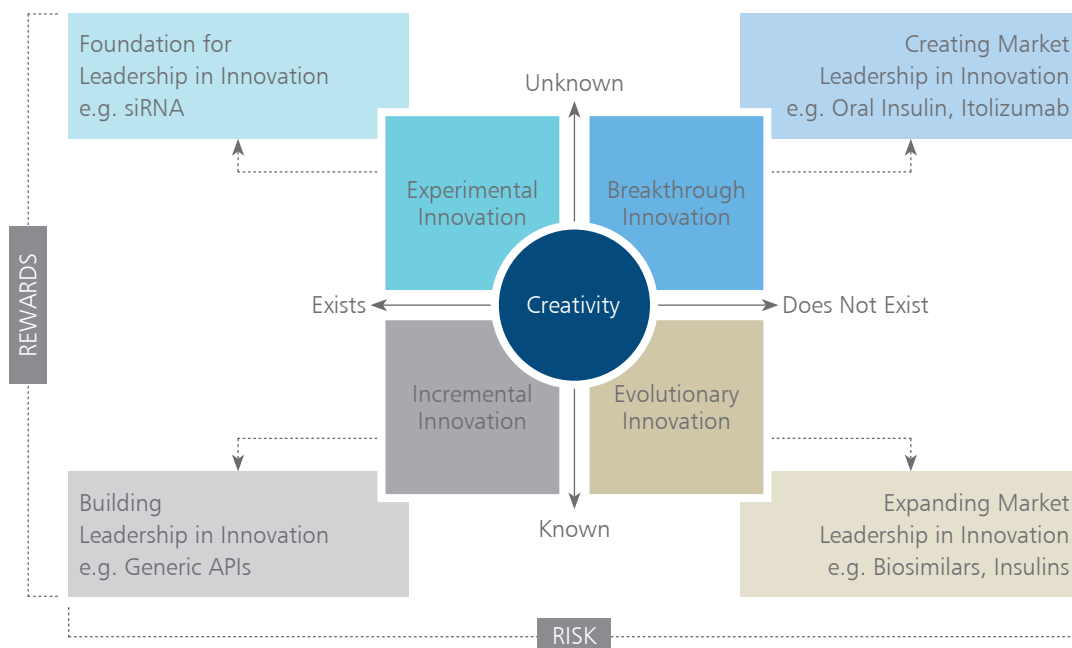 Foundation for
Leadership in Innovation
e.g. siRNA
Creating Market
Leadership in Innovation
e.g. Oral Insulin, Itolizumab
Unknown
Experimental
Innovation
Breakthrough
Innovation
REWARDS
Exists
Creativity
Does Not Exist
Incremental
Innovation
Evolutionary
Innovation
Known
Building
Leadership in Innovation
e.g. Generic APIs
Expanding Market
Leadership in Innovation
e.g. Biosimilars, Insulins
RISK